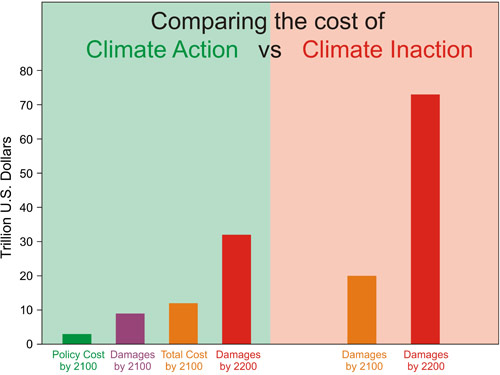 Comparing the cost of
Climate Action vs Climate Inaction
Trillion U.S. Dollars
80
70
60
50
40
30
20
10
0
Policy Cost
by 2100
Damages
by 2100
Total Cost
by 2100
Damages
by 2200
Damages
by 2100
Damages
by 2200